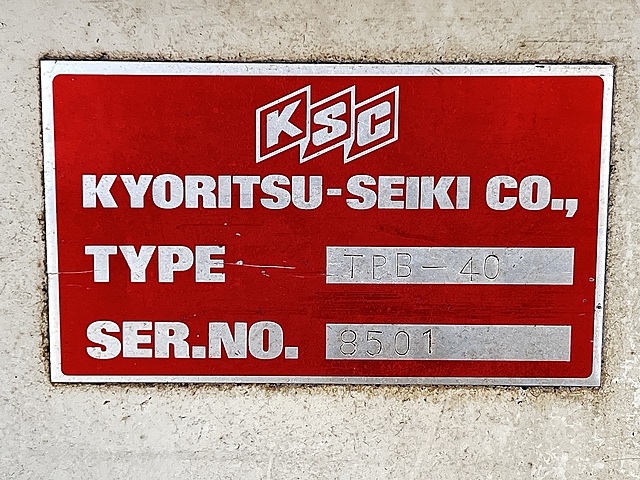 KSC
KYORITSU-SEIKI CO.,
TYPE TPB-40
SER.NO. 8501